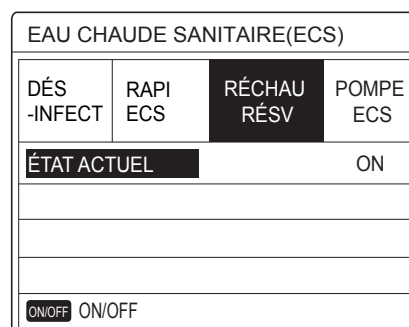 EAU CHAUDE SANITAIRE(ECS)
DÉS
-INFECT
RAPI
ECS
RÉCHAU
RÉSV
POMPE
ECS
ÉTAT ACTUEL ON
ON/OFF ON/OFF